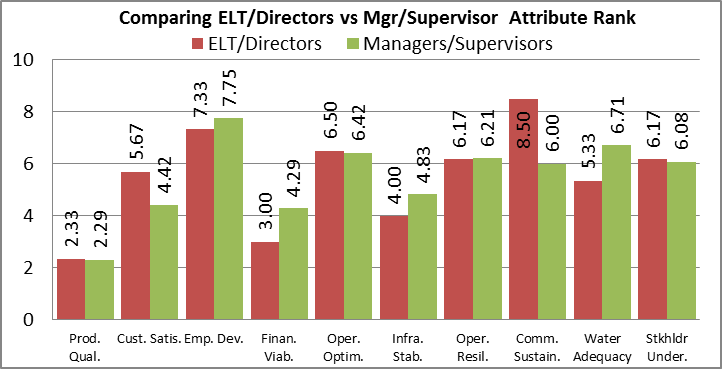 Comparing ELT/Directors vs Mgr/Supervisor Attribute Rank
ELT/Directors Managers/Supervisors
10
8
6
4
2
0
2.33 2.29 5.67 4.42 7.33 7.75 3.00 4.29 6.50 6.42 4.00 4.83 6.17 6.21 8.50 6.00 5.33 6.71 6.17 6.08
Prod. Cust. Satis. Emp. Dev. Finan. Oper. Infra. Oper. Comm. Water Stkhldr
Qual. Viab. Optim. Stab. Resil. Sustain. Adequacy Under.